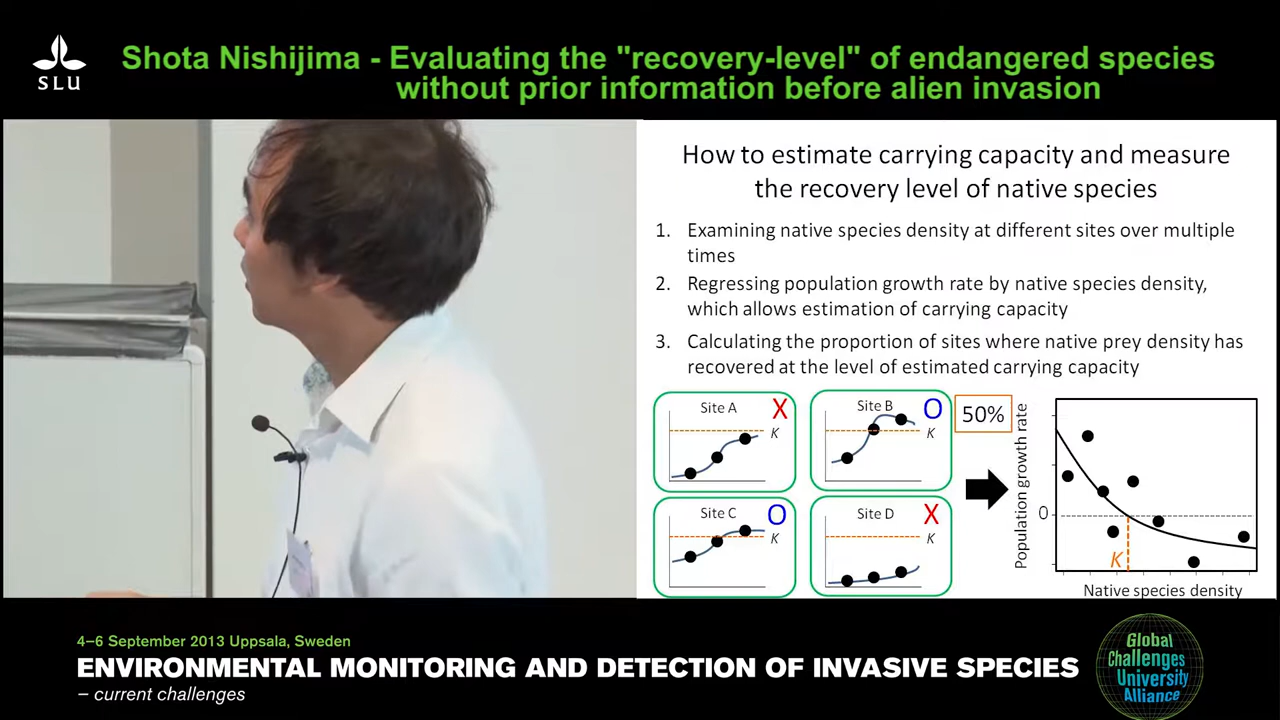 SLU
Shota Nishijima - Evaluating the "recovery-level" of endangered species
without prior information before alien invasion
How to estimate carrying capacity and measure
the recovery level of native species
1. Examining native species density at different sites over multiple
times
2. Regressing population growth rate by native species density,
which allows estimation of carrying capacity
3. Calculating the proportion of sites where native prey density has
recovered at the level of estimated carrying capacity
Site A X
K
Site B O
K
50%
Site C O
K
Site D X
K
Population growth rate
0
K
Native species density
4–6 September 2013 Uppsala, Sweden
ENVIRONMENTAL MONITORING AND DETECTION OF INVASIVE SPECIES
– current challenges
Global
Challenges
University
Alliance